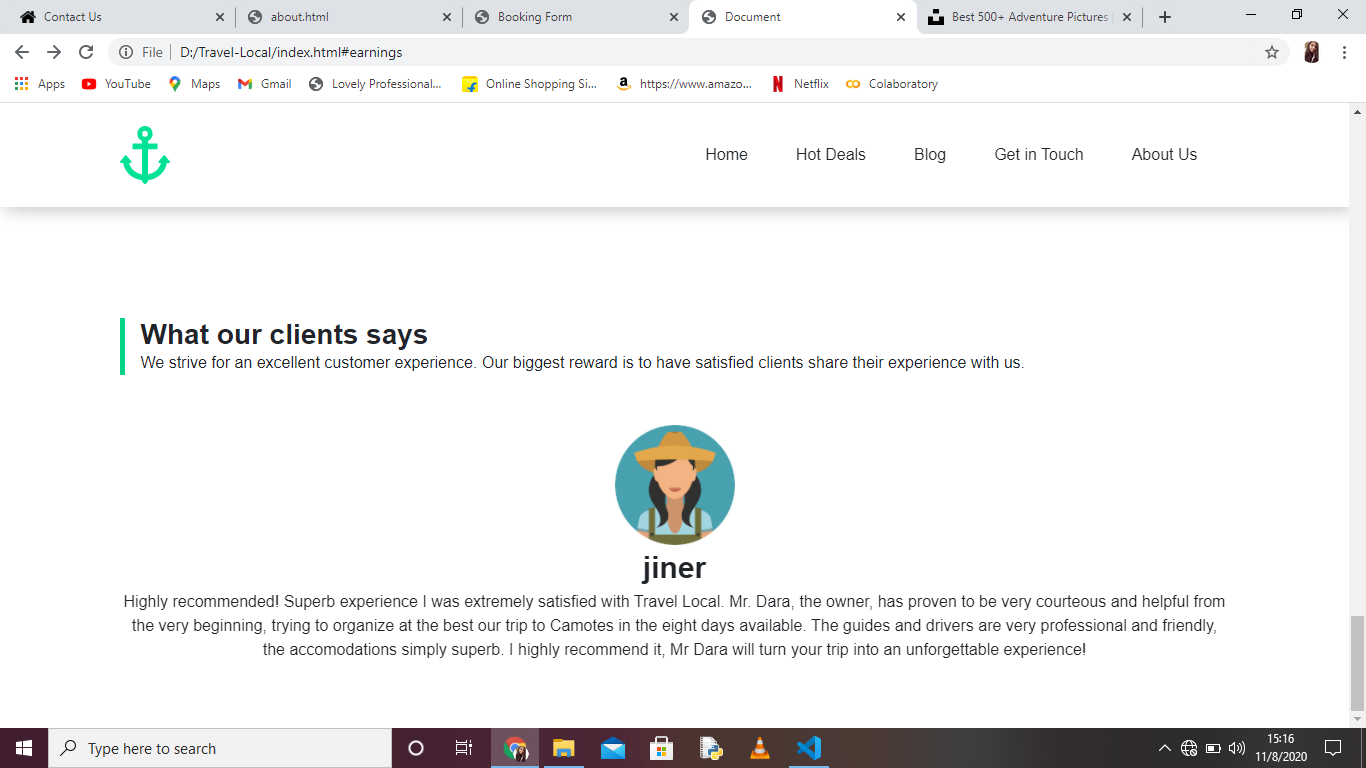 Contact Us about.html Booking Form Document Best 500+ Adventure Pictures
File D:/Travel-Local/index.html#earnings
Apps YouTube Maps Gmail Lovely Professional... Online Shopping Si... https://www.amazo... Netflix Colaboratory
Home Hot Deals Blog Get in Touch About Us
What our clients says
We strive for an excellent customer experience. Our biggest reward is to have satisfied clients share their experience with us.
jiner
Highly recommended! Superb experience I was extremely satisfied with Travel Local. Mr. Dara, the owner, has proven to be very courteous and helpful from
the very beginning, trying to organize at the best our trip to Camotes in the eight days available. The guides and drivers are very professional and friendly,
the accomodations simply superb. I highly recommend it, Mr Dara will turn your trip into an unforgettable experience!
Type here to search
15:16
11/8/2020